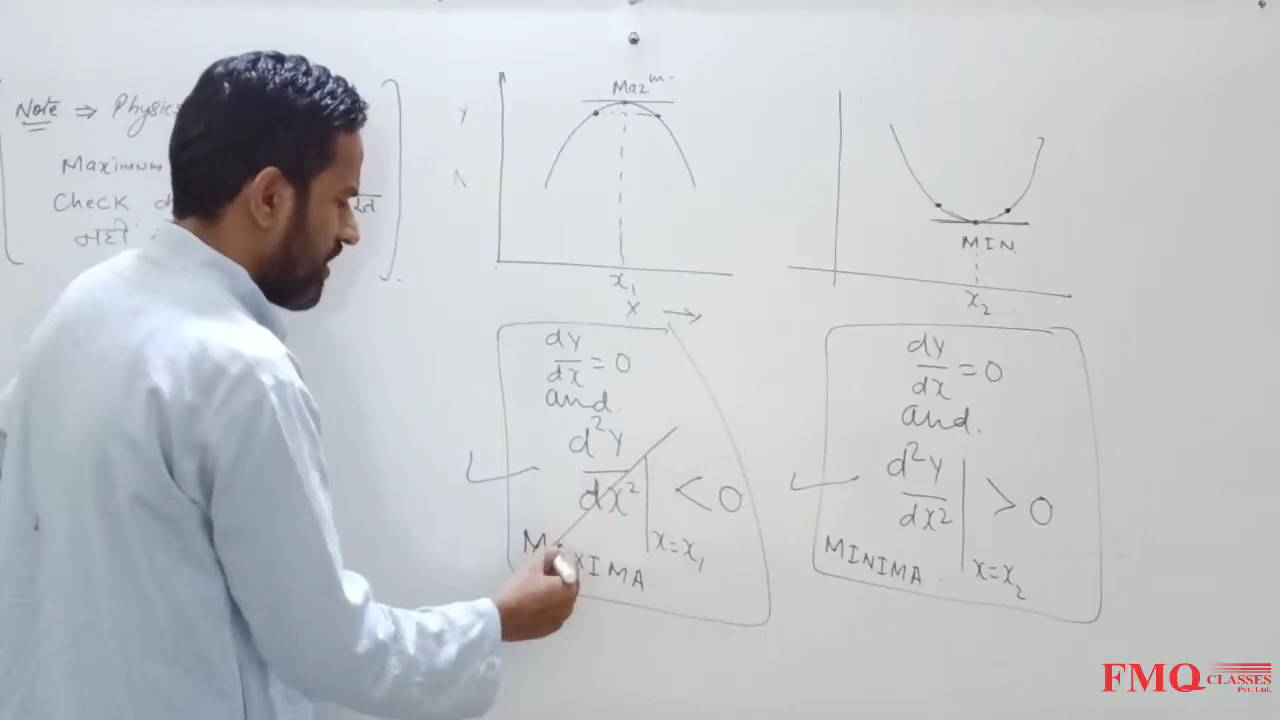 Note ⇒ Physics
Maximum
Check
नहीं
Maz^m.
Y
x₁
X →
MIN.
x₂
dy/dx = 0
and.
d²y/dx² | x=x₁ < 0
MAXIMA
dy/dx = 0
and.
d²y/dx² | x=x₂ > 0
MINIMA
FMQ CLASSES
Pvt. Ltd.